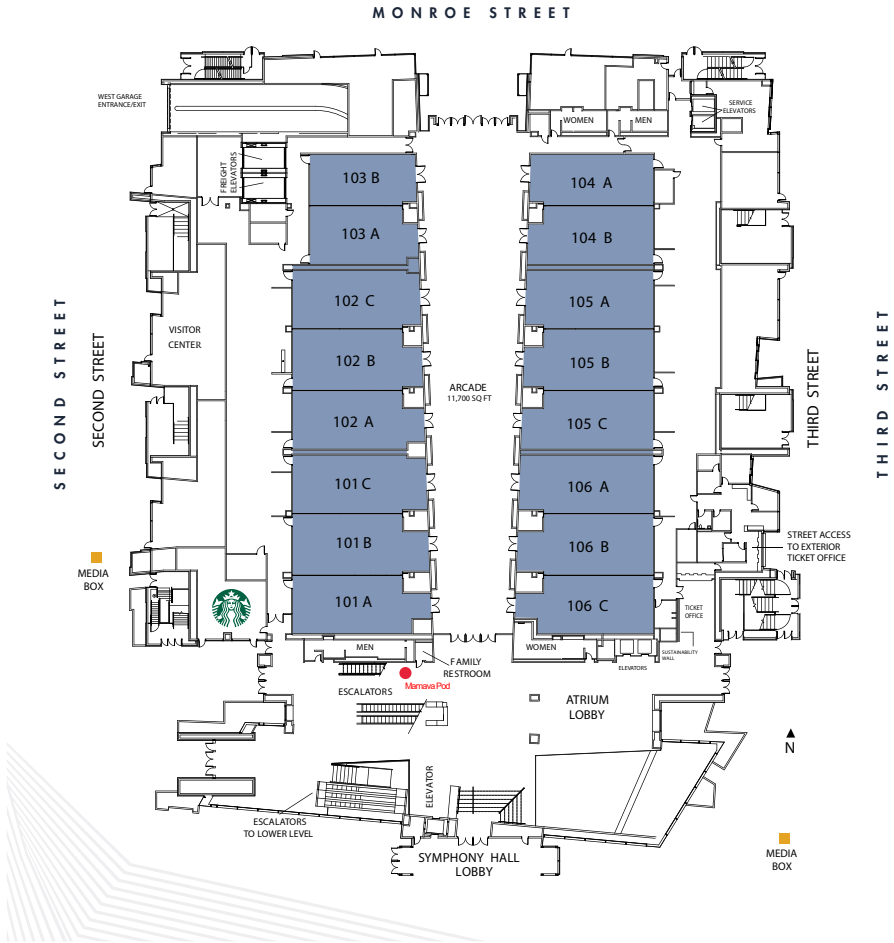 MONROE STREET
WEST GARAGE
ENTRANCE/EXIT
SERVICE
ELEVATORS
WOMEN
MEN
FREIGHT
ELEVATORS
103 B
104 A
103 A
104 B
102 C
105 A
VISITOR
CENTER
102 B
105 B
ARCADE
11,700 SQ FT
SECOND STREET
SECOND STREET
THIRD STREET
THIRD STREET
102 A
105 C
101 C
106 A
101 B
106 B
STREET ACCESS
TO EXTERIOR
TICKET OFFICE
MEDIA
BOX
101 A
106 C
TICKET
OFFICE
MEN
WOMEN
SUSTAINABILITY
WALL
FAMILY
RESTROOM
ELEVATORS
Mamava Pod
ESCALATORS
ATRIUM
LOBBY
N
ELEVATOR
ESCALATORS
TO LOWER LEVEL
SYMPHONY HALL
LOBBY
MEDIA
BOX